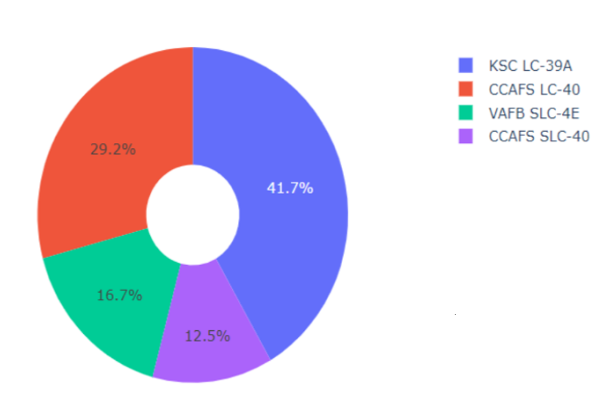 KSC LC-39A
CCAFS LC-40
VAFB SLC-4E
CCAFS SLC-40
29.2%
41.7%
16.7%
12.5%